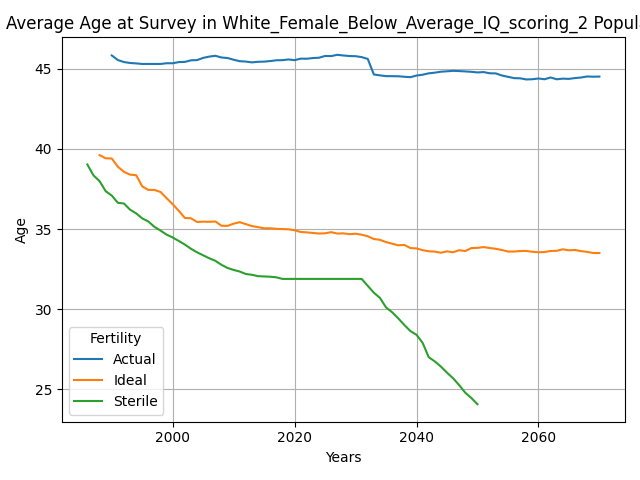 Average Age at Survey in White_Female_Below_Average_IQ_scoring_2 Popul
45
40
35
30
25
Age
Fertility
Actual
Ideal
Sterile
2000 2020 2040 2060
Years